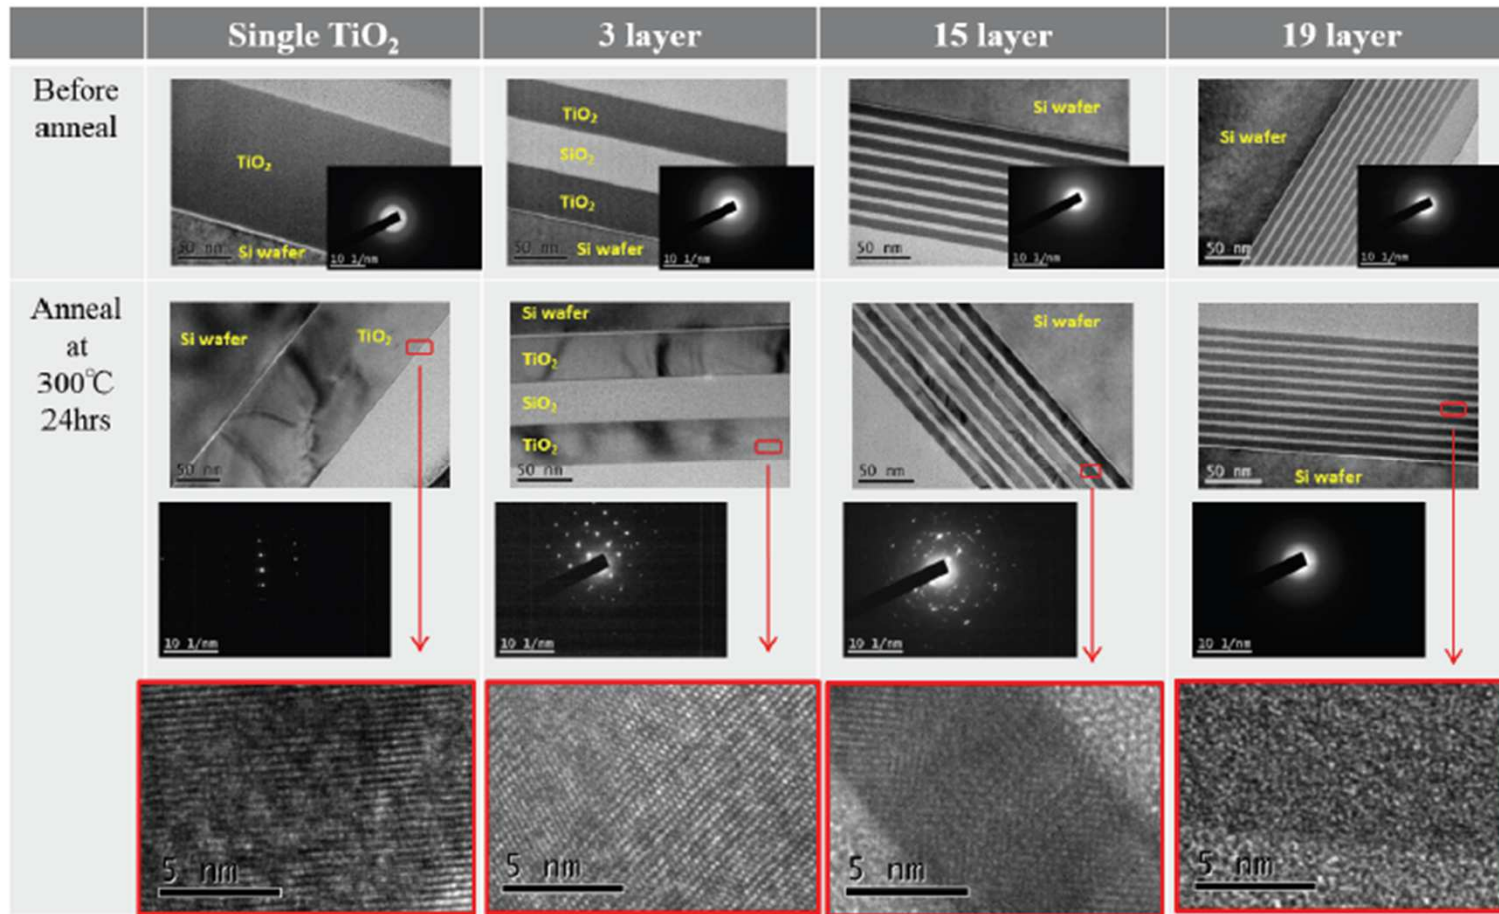 Single TiO₂
3 layer
15 layer
19 layer
Before
anneal
TiO₂
Si wafer
50 nm
10 1/nm
TiO₂
SiO₂
TiO₂
Si wafer
50 nm
10 1/nm
Si wafer
50 nm
10 1/nm
Si wafer
50 nm
10 1/nm
Anneal
at
300℃
24hrs
Si wafer
TiO₂
50 nm
10 1/nm
Si wafer
TiO₂
SiO₂
TiO₂
50 nm
10 1/nm
Si wafer
50 nm
10 1/nm
50 nm
Si wafer
10 1/nm
5 nm
5 nm
5 nm
5 nm